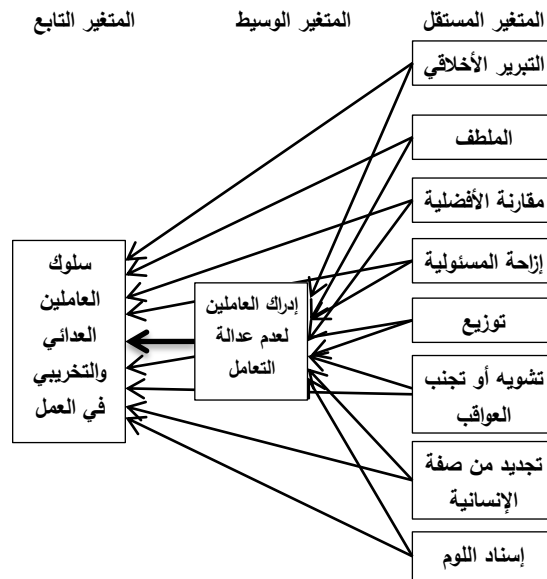 المتغير المستقل
المتغير الوسيط
المتغير التابع
التبرير الأخلاقي
الملطف
مقارنة الأفضلية
إزاحة المسئولية
توزيع
تشويه أو تجنب
العواقب
تجديد من صفة
الإنسانية
إسناد اللوم
إدراك العاملين
لعدم عدالة
التعامل
سلوك
العاملين
العدائي
والتخريبي
في العمل